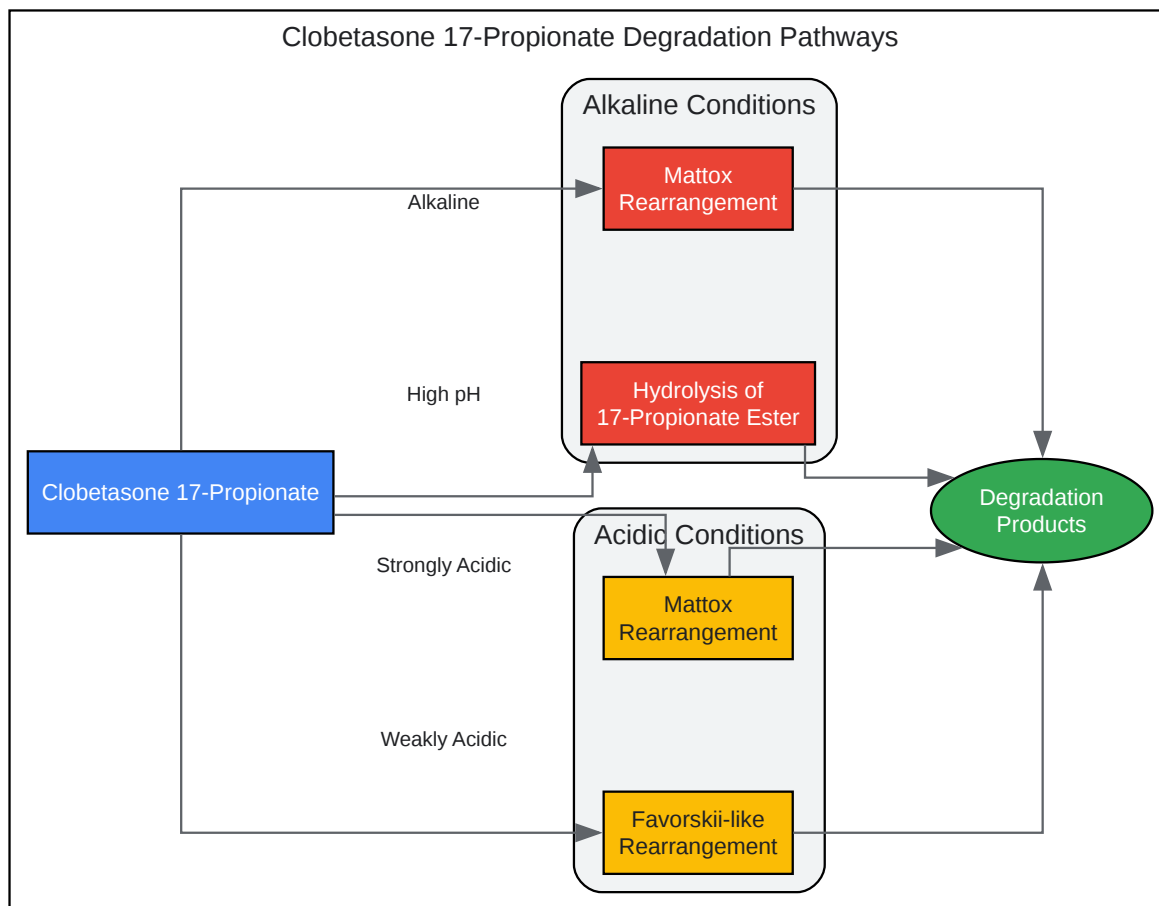 Clobetasone 17-Propionate Degradation Pathways
Alkaline Conditions
Mattox
Rearrangement
Alkaline
High pH
Hydrolysis of
17-Propionate Ester
Clobetasone 17-Propionate
Degradation
Products
Acidic Conditions
Strongly Acidic
Mattox
Rearrangement
Weakly Acidic
Favorskii-like
Rearrangement